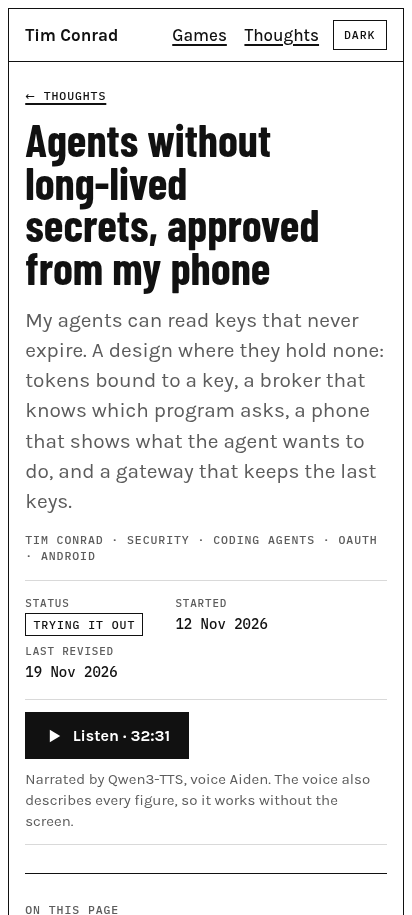 Tim Conrad
Games
Thoughts
DARK
← THOUGHTS
Agents without
long-lived
secrets, approved
from my phone
My agents can read keys that never
expire. A design where they hold none:
tokens bound to a key, a broker that
knows which program asks, a phone
that shows what the agent wants to
do, and a gateway that keeps the last
keys.
TIM CONRAD · SECURITY · CODING AGENTS · OAUTH
· ANDROID
STATUS
TRYING IT OUT
STARTED
12 Nov 2026
LAST REVISED
19 Nov 2026
Listen · 32:31
Narrated by Qwen3-TTS, voice Aiden. The voice also
describes every figure, so it works without the
screen.
ON THIS PAGE